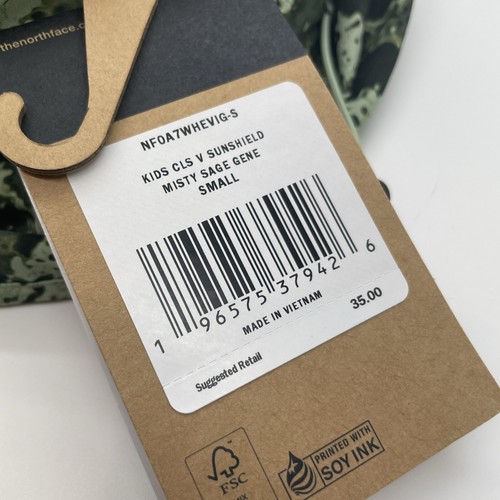 thenorthface.
NF0A7WHEVIG-S
KIDS CLS V SUNSHIELD
MISTY SAGE GENE
SMALL
1 96575 37942 6
MADE IN VIETNAM
35.00
Suggested Retail
FSC
PRINTED WITH
SOY INK